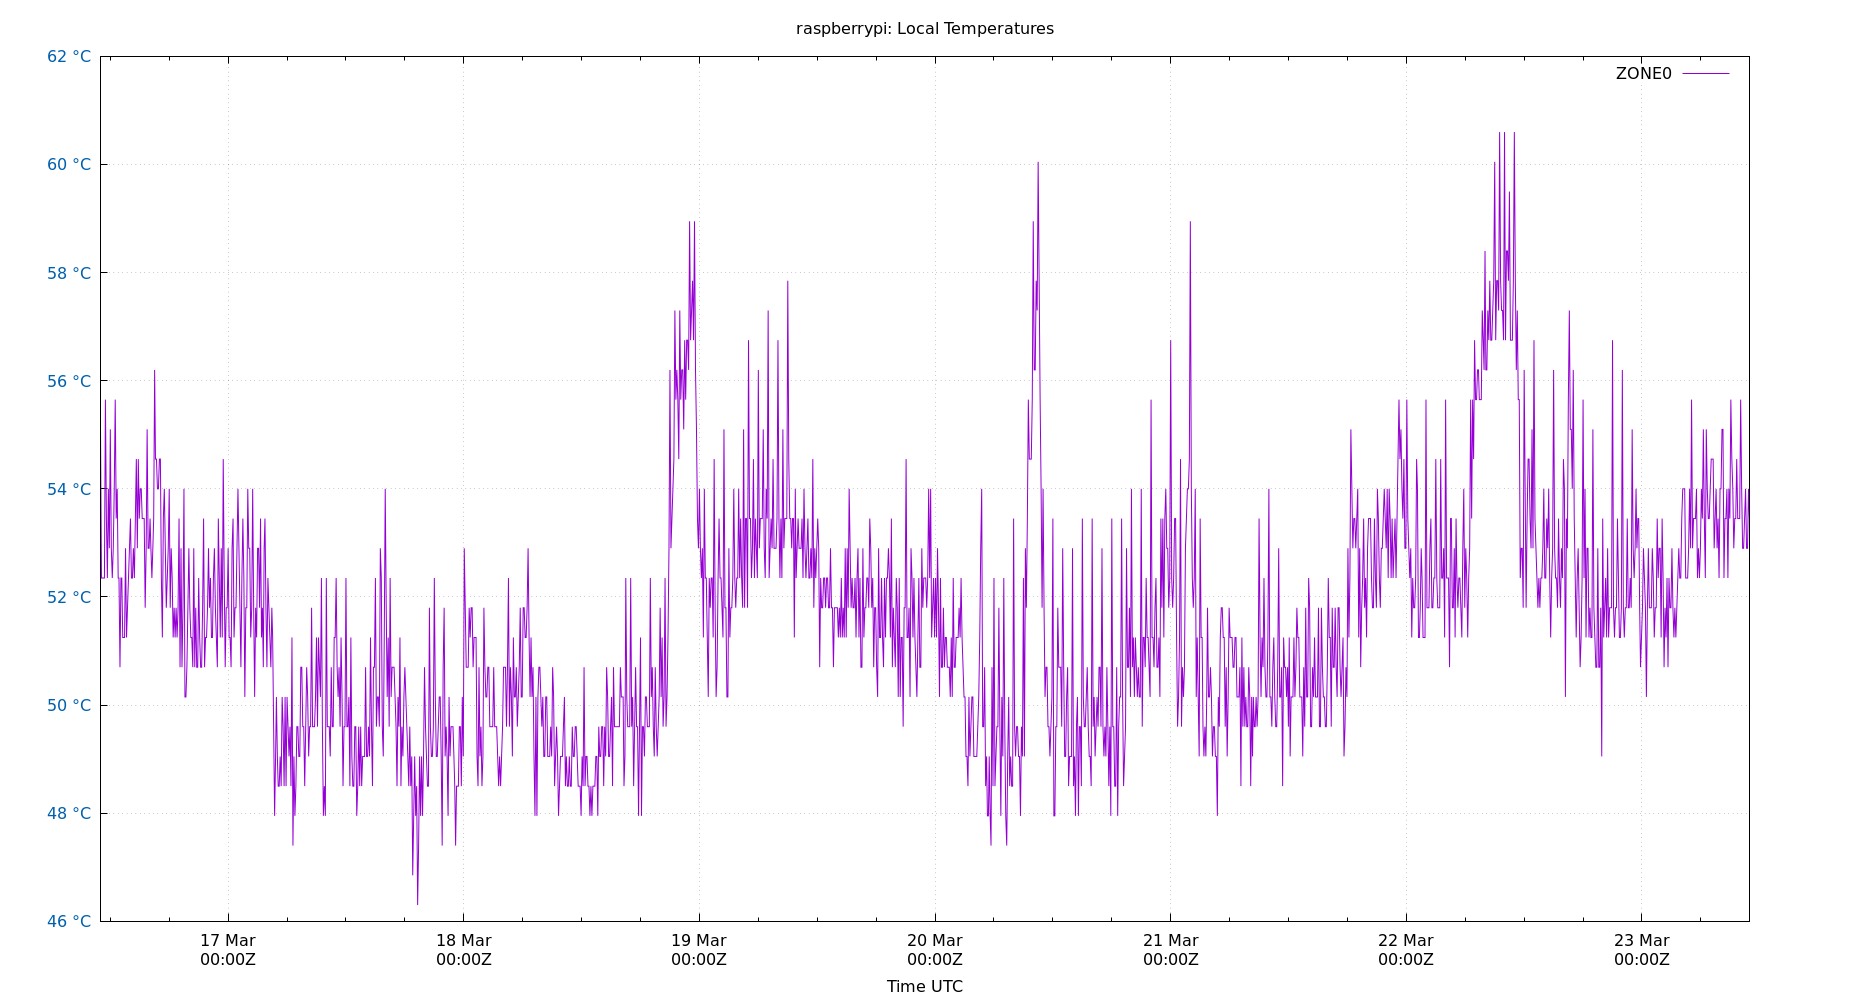 raspberrypi: Local Temperatures
62 °C
ZONE0
60 °C
58 °C
56 °C
54 °C
52 °C
50 °C
48 °C
46 °C
17 Mar 18 Mar 19 Mar 20 Mar 21 Mar 22 Mar 23 Mar
00:00Z 00:00Z 00:00Z 00:00Z 00:00Z 00:00Z 00:00Z
Time UTC